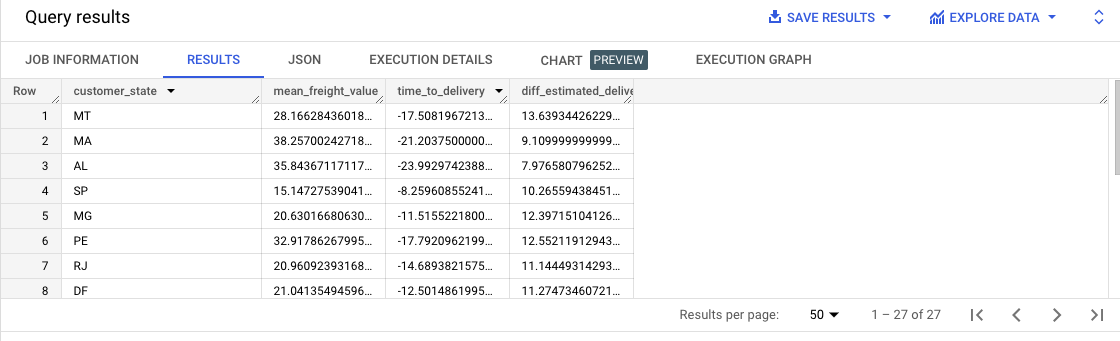 Query results SAVE RESULTS EXPLORE DATA
JOB INFORMATION RESULTS JSON EXECUTION DETAILS CHART PREVIEW EXECUTION GRAPH
Row customer_state mean_freight_value time_to_delivery diff_estimated_delive
1 MT 28.16628436018... -17.5081967213... 13.63934426229...
2 MA 38.25700242718... -21.2037500000... 9.109999999999...
3 AL 35.84367117117... -23.9929742388... 7.976580796252...
4 SP 15.14727539041... -8.25960855241... 10.26559438451...
5 MG 20.63016680630... -11.5155221800... 12.39715104126...
6 PE 32.91786267995... -17.7920962199... 12.55211912943...
7 RJ 20.96092393168... -14.6893821575... 11.14449314293...
8 DF 21.04135494596... -12.5014861995... 11.27473460721...
Results per page: 50 1 – 27 of 27